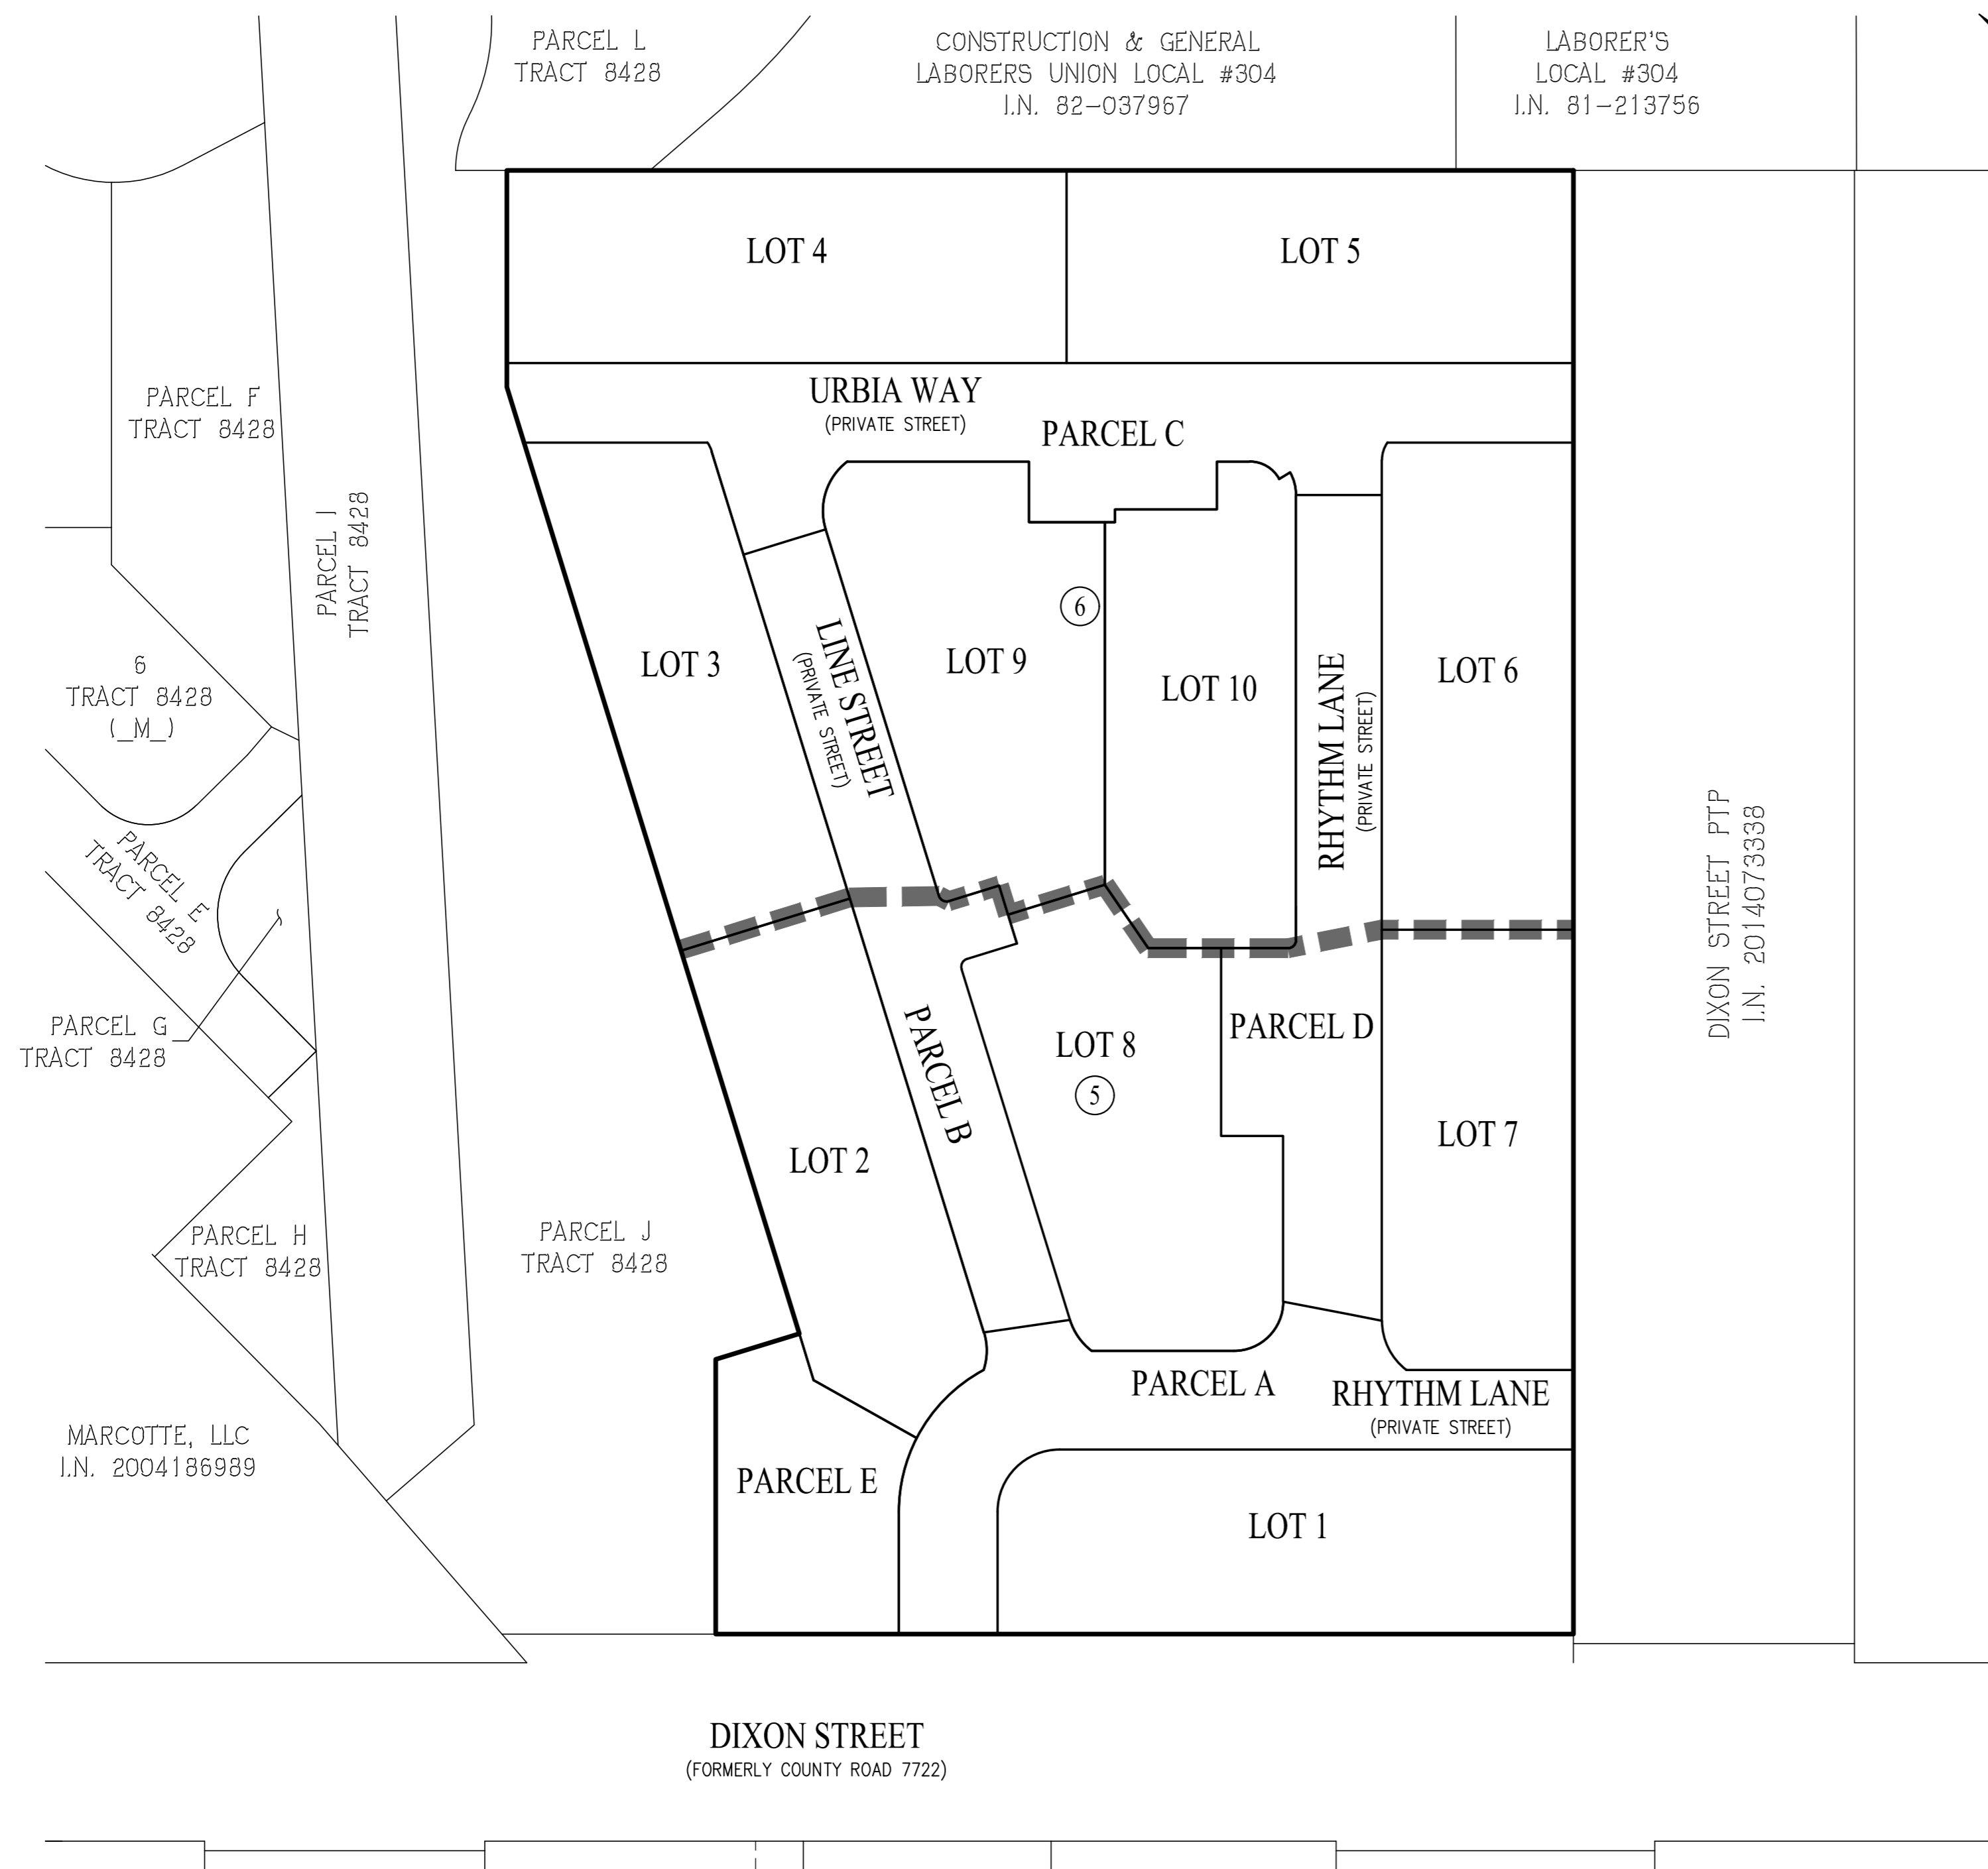 PARCEL L
TRACT 8428
CONSTRUCTION & GENERAL
LABORERS UNION LOCAL #304
I.N. 82-037967
LABORER'S
LOCAL #304
I.N. 81-213756
LOT 4
LOT 5
URBIA WAY
(PRIVATE STREET)
PARCEL C
PARCEL F
TRACT 8428
PARCEL I
TRACT 8428
6
TRACT 8428
(_M_)
LOT 3
LINE STREET
(PRIVATE STREET)
LOT 9
6
LOT 10
RHYTHM LANE
(PRIVATE STREET)
LOT 6
DIXON STREET PTP
I.N. 2014073338
PARCEL E
TRACT 8428
PARCEL G
TRACT 8428
PARCEL B
LOT 8
5
PARCEL D
LOT 7
LOT 2
PARCEL H
TRACT 8428
PARCEL J
TRACT 8428
PARCEL A
RHYTHM LANE
(PRIVATE STREET)
MARCOTTE, LLC
I.N. 2004186989
PARCEL E
LOT 1
DIXON STREET
(FORMERLY COUNTY ROAD 7722)